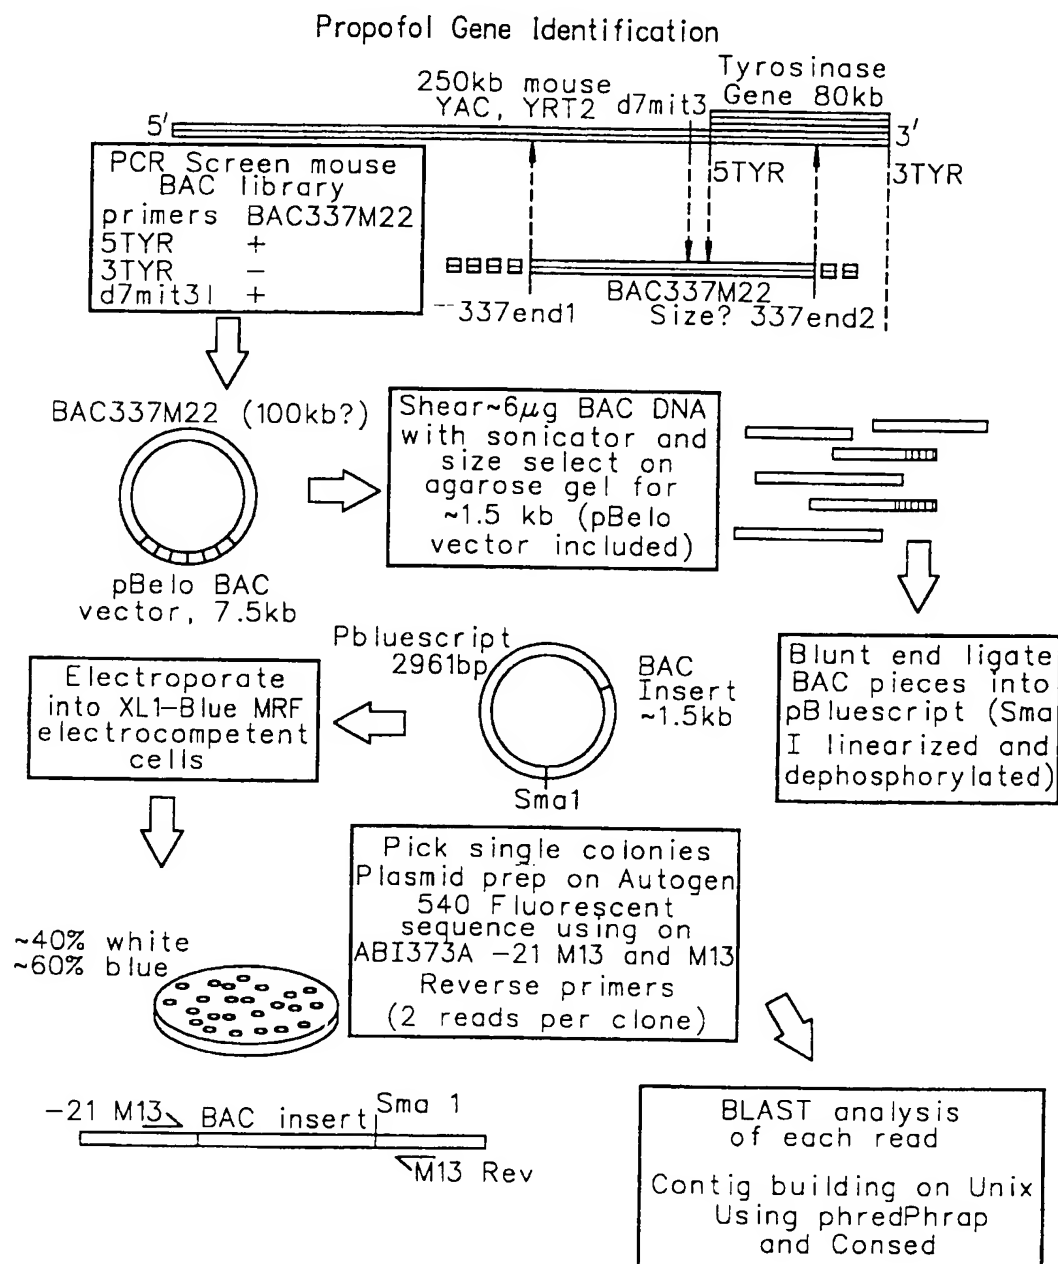 Propofol Gene Identification
250kb mouse
YAC, YRT2
d7mit3
Tyrosinase
Gene 80kb
5'
3'
PCR Screen mouse
BAC library
primers BAC337M22
5TYR +
3TYR −
d7mit31 +
5TYR
3TYR
BAC337M22
337end1
Size? 337end2
BAC337M22 (100kb?)
pBelo BAC
vector, 7.5kb
Shear~6μg BAC DNA
with sonicator and
size select on
agarose gel for
~1.5 kb (pBelo
vector included)
Blunt end ligate
BAC pieces into
pBluescript (Sma
I linearized and
dephosphorylated)
Pbluescript
2961bp
BAC
Insert
~1.5kb
Sma1
Electroporate
into XL1-Blue MRF
electrocompetent
cells
~40% white
~60% blue
Pick single colonies
Plasmid prep on Autogen
540 Fluorescent
sequence using on
ABI373A -21 M13 and M13
Reverse primers
(2 reads per clone)
-21 M13
BAC insert
Sma 1
M13 Rev
BLAST analysis
of each read
Contig building on Unix
Using phredPhrap
and Consed